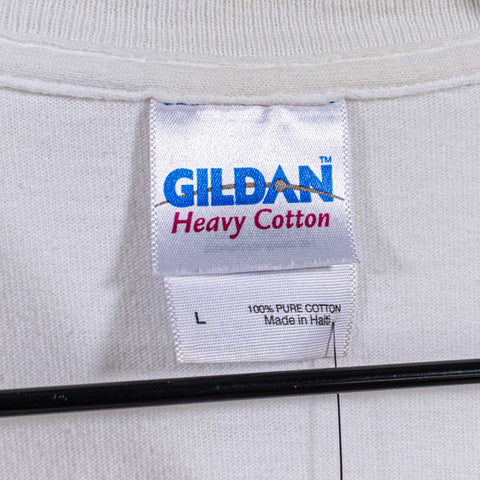 GILDAN™
Heavy Cotton
L
100% PURE COTTON
Made in Haiti